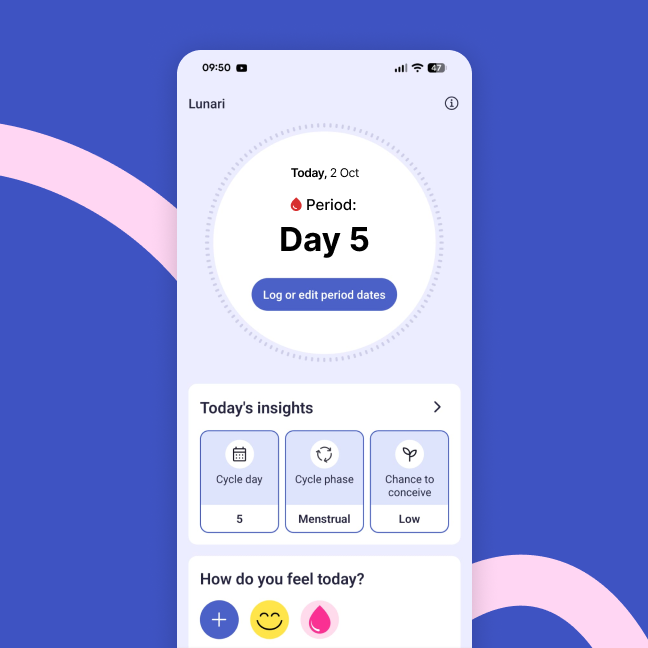 09:50
47
Lunari
Today, 2 Oct
Period:
Day 5
Log or edit period dates
Today's insights
Cycle day
Cycle phase
Chance to
conceive
5
Menstrual
Low
How do you feel today?